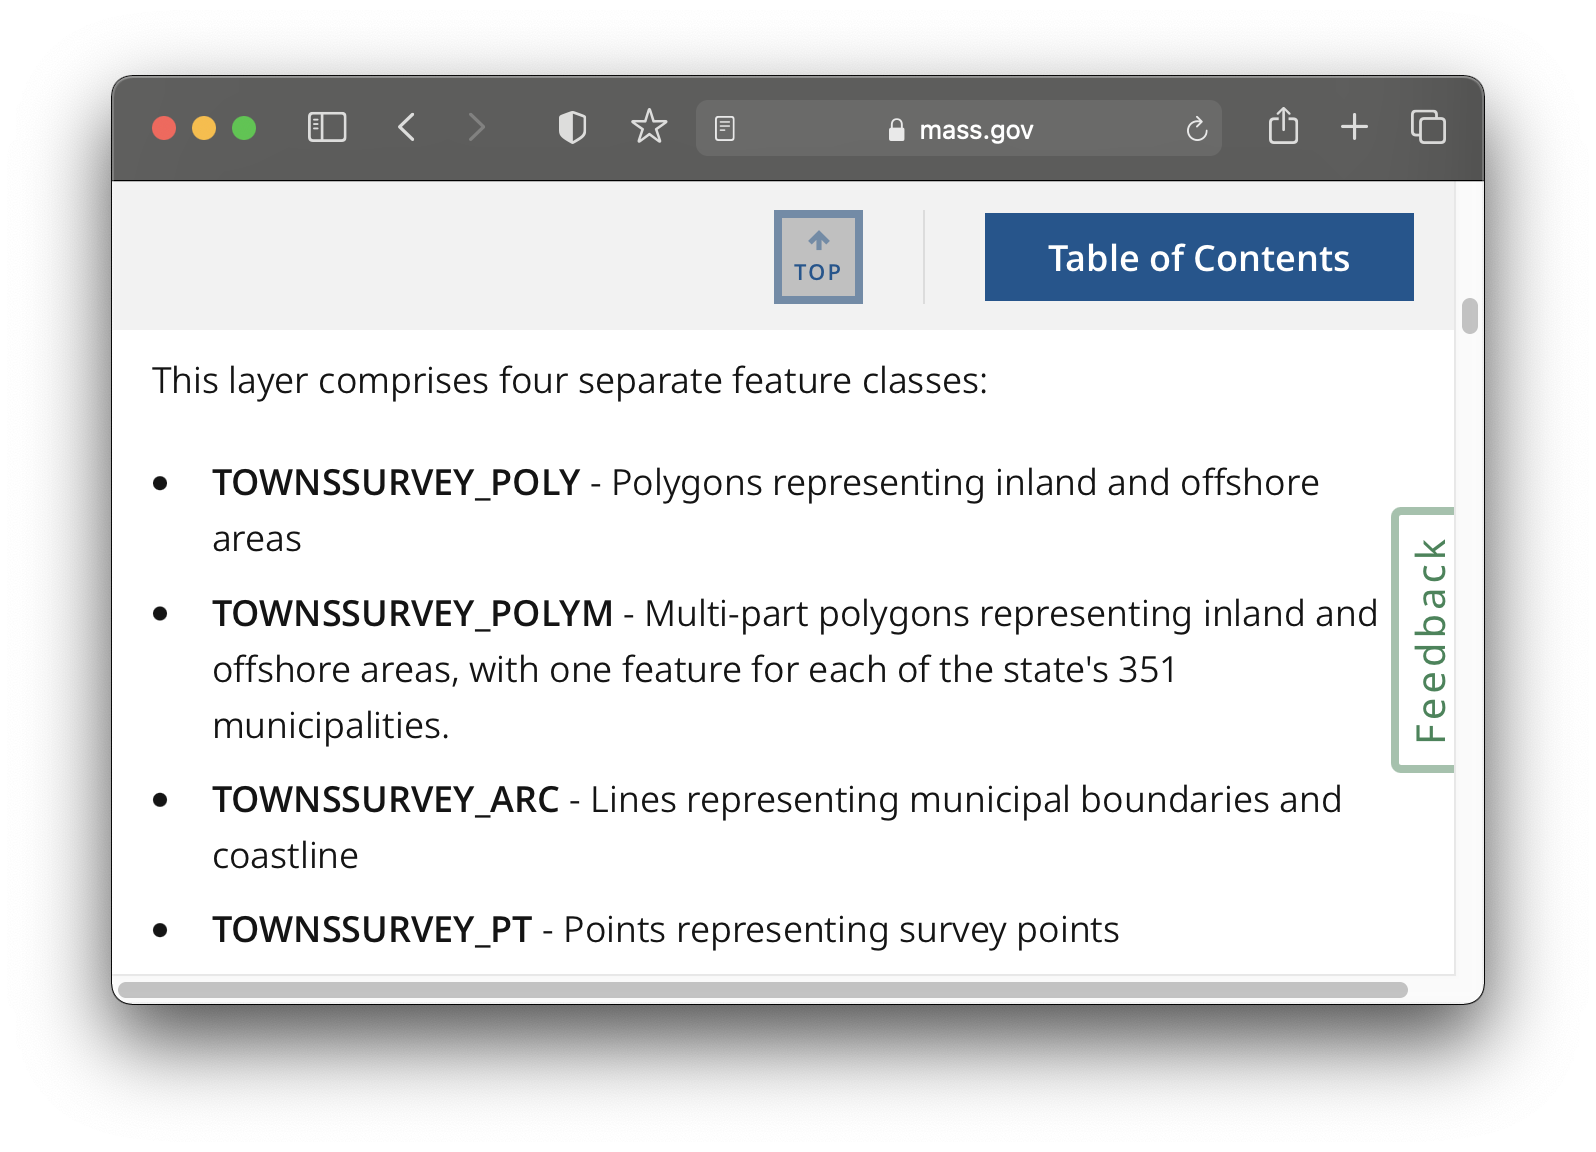 mass.gov
TOP
Table of Contents
This layer comprises four separate feature classes:
• TOWNSSURVEY_POLY - Polygons representing inland and offshore
areas
• TOWNSSURVEY_POLYM - Multi-part polygons representing inland and
offshore areas, with one feature for each of the state's 351
municipalities.
• TOWNSSURVEY_ARC - Lines representing municipal boundaries and
coastline
• TOWNSSURVEY_PT - Points representing survey points
Feedback